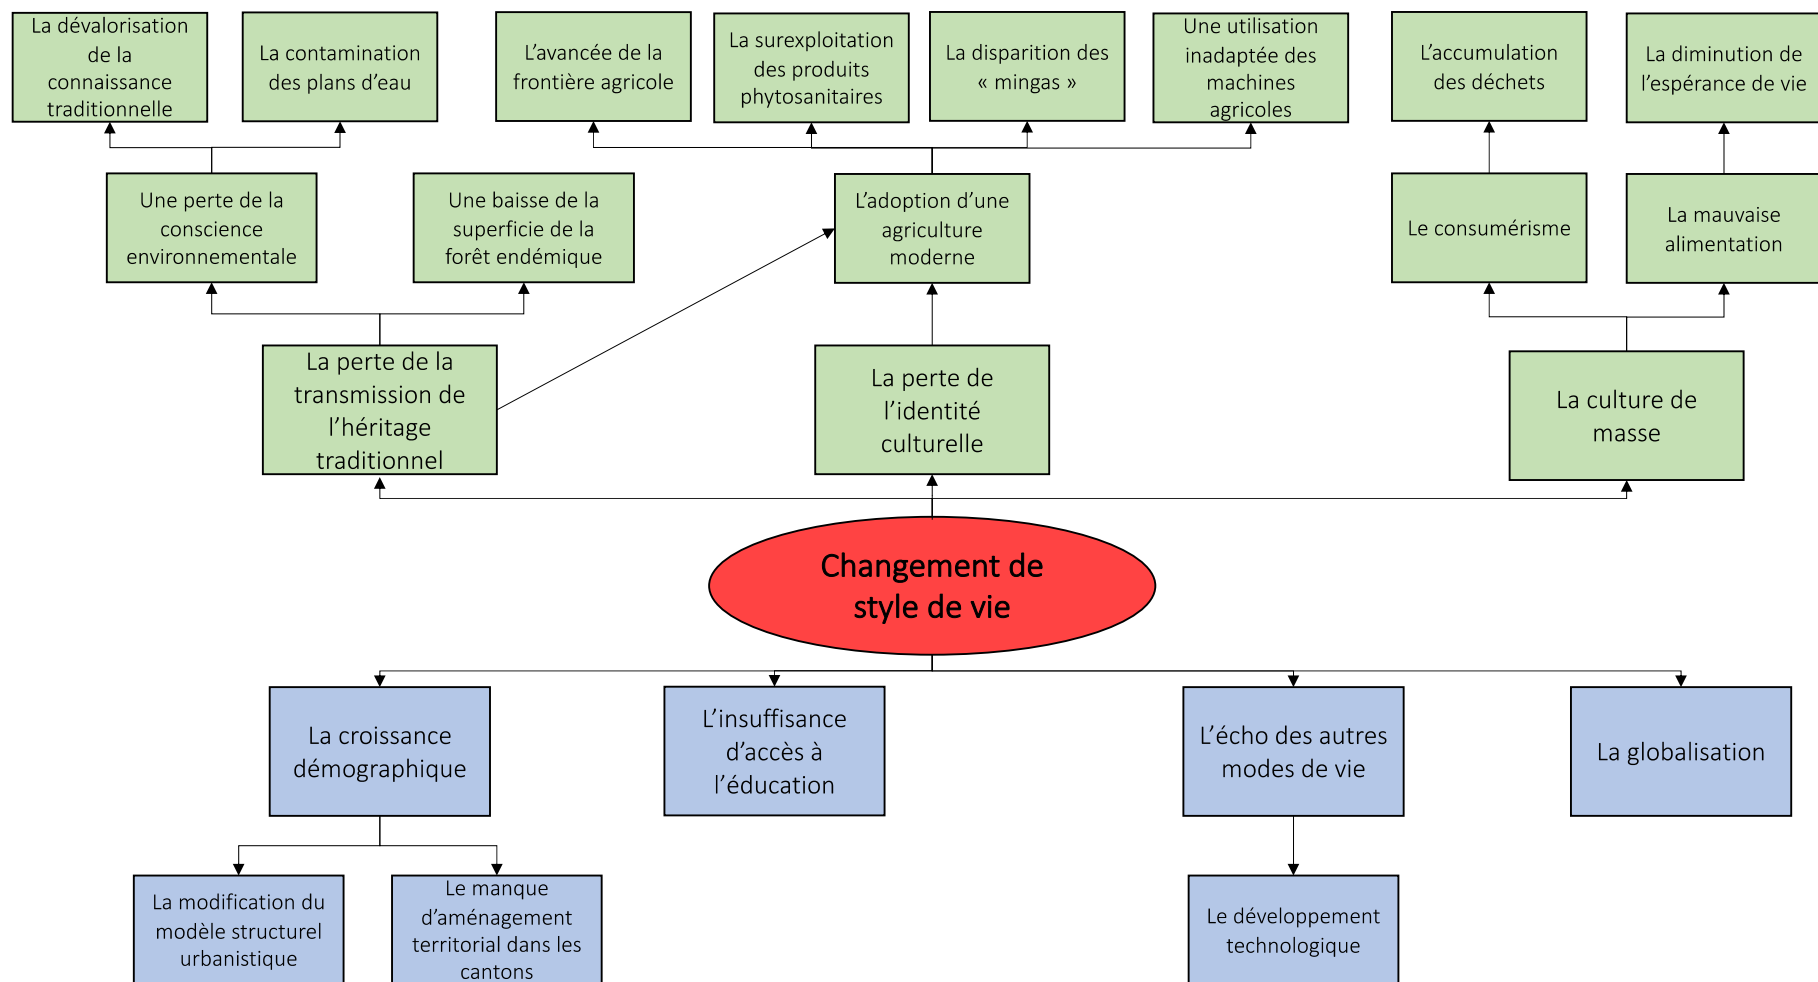 La dévalorisation
de la
connaissance
traditionnelle
La contamination
des plans d’eau
L’avancée de la
frontière agricole
La surexploitation
des produits
phytosanitaires
La disparition des
« mingas »
Une utilisation
inadaptée des
machines
agricoles
L’accumulation
des déchets
La diminution de
l’espérance de vie
Une perte de la
conscience
environnementale
Une baisse de la
superficie de la
forêt endémique
L’adoption d’une
agriculture
moderne
Le consumérisme
La mauvaise
alimentation
La perte de la
transmission de
l’héritage
traditionnel
La perte de
l’identité
culturelle
La culture de
masse
Changement de
style de vie
La croissance
démographique
L’insuffisance
d’accès à
l’éducation
L’écho des autres
modes de vie
La globalisation
La modification du
modèle structurel
urbanistique
Le manque
d’aménagement
territorial dans les
cantons
Le développement
technologique